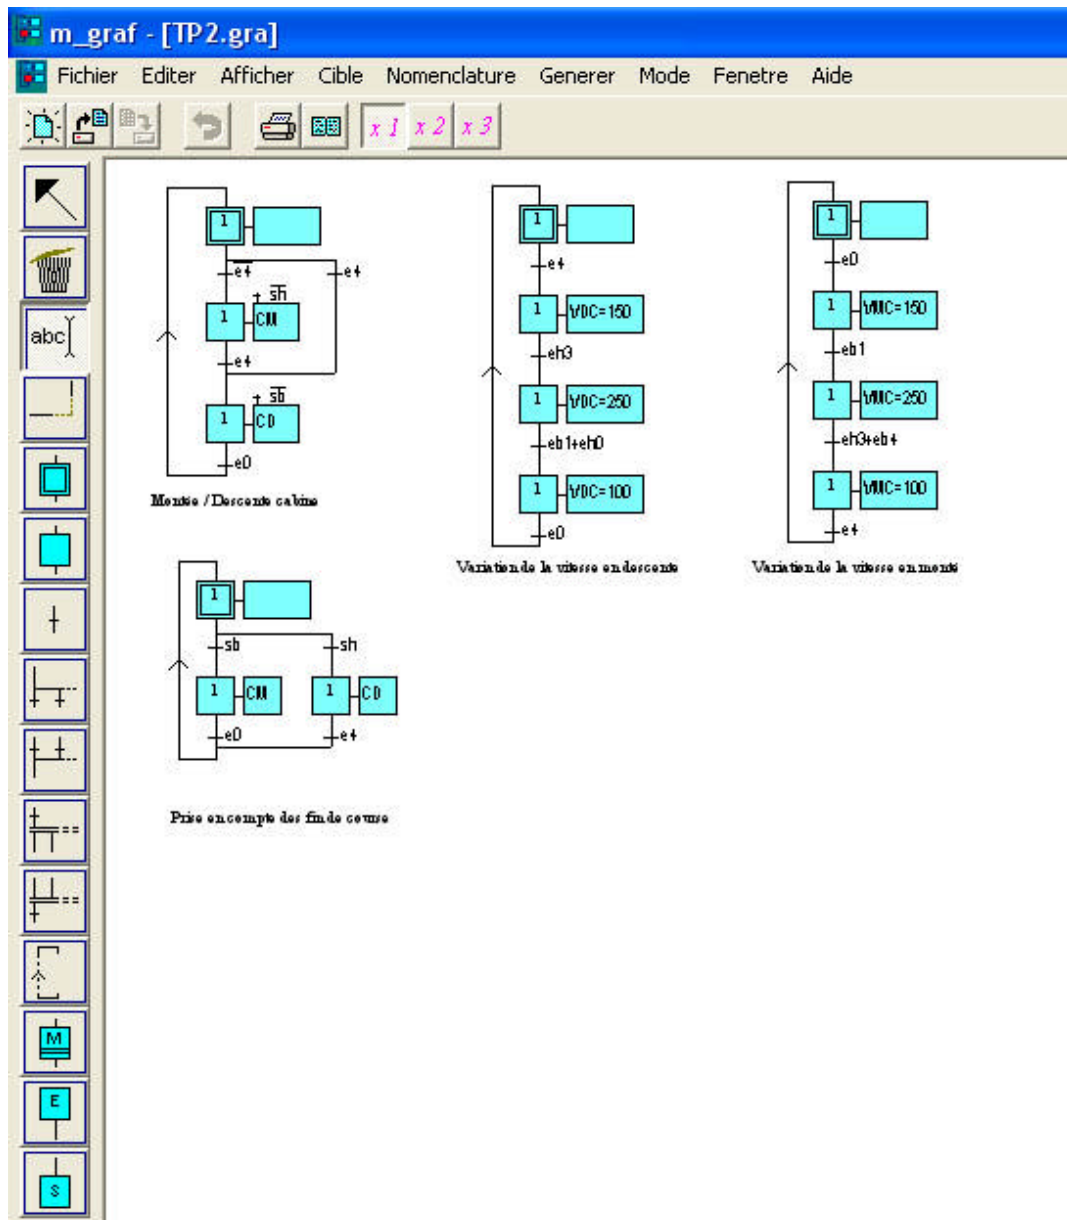 m_graf - [TP2.gra]
Fichier Editer Afficher Cible Nomenclature Generer Mode Fenetre Aide
x 1 x 2 x 3
abc
M
E
S
1
e4 e4
sh
1 CM
e4
sb
1 CD
e0
Montée / Descente cabine
1
e4
1 VDC=150
eh3
1 VDC=250
eb1+eh0
1 VDC=100
e0
Variation de la vitesse en descente
1
e0
1 VMC=150
eb1
1 VMC=250
eh3+eb4
1 VMC=100
e4
Variation de la vitesse en monté
1
sb sh
1 CM 1 CD
e0 e4
Prise en compte des fin de course